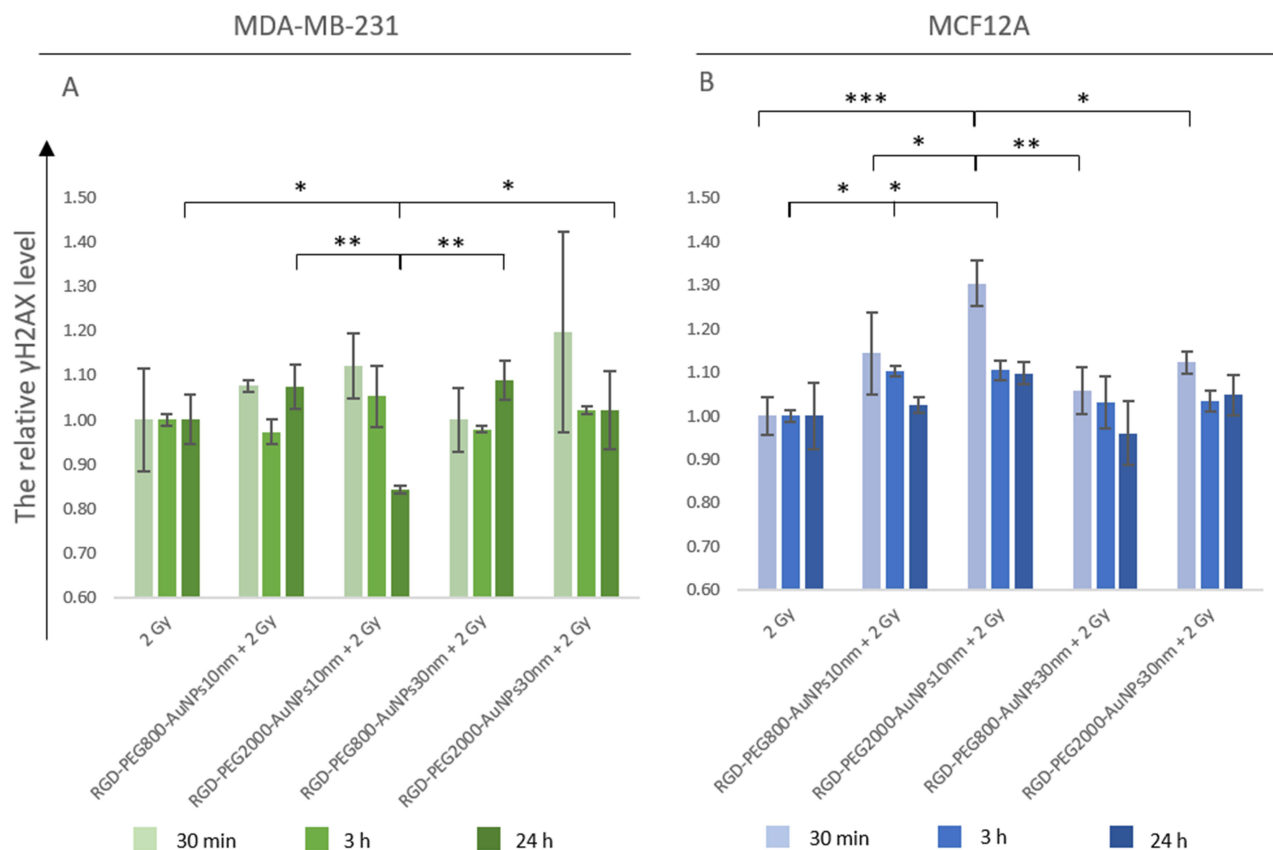 MDA-MB-231
A
The relative γH2AX level
* *
** **
1.50
1.40
1.30
1.20
1.10
1.00
0.90
0.80
0.70
0.60
2 Gy
RGD-PEG800-AuNPs10nm + 2 Gy
RGD-PEG2000-AuNPs10nm + 2 Gy
RGD-PEG800-AuNPs30nm + 2 Gy
RGD-PEG2000-AuNPs30nm + 2 Gy
30 min 3 h 24 h
MCF12A
B
*** *
* **
* *
1.50
1.40
1.30
1.20
1.10
1.00
0.90
0.80
0.70
0.60
2 Gy
RGD-PEG800-AuNPs10nm + 2 Gy
RGD-PEG2000-AuNPs10nm + 2 Gy
RGD-PEG800-AuNPs30nm + 2 Gy
RGD-PEG2000-AuNPs30nm + 2 Gy
30 min 3 h 24 h